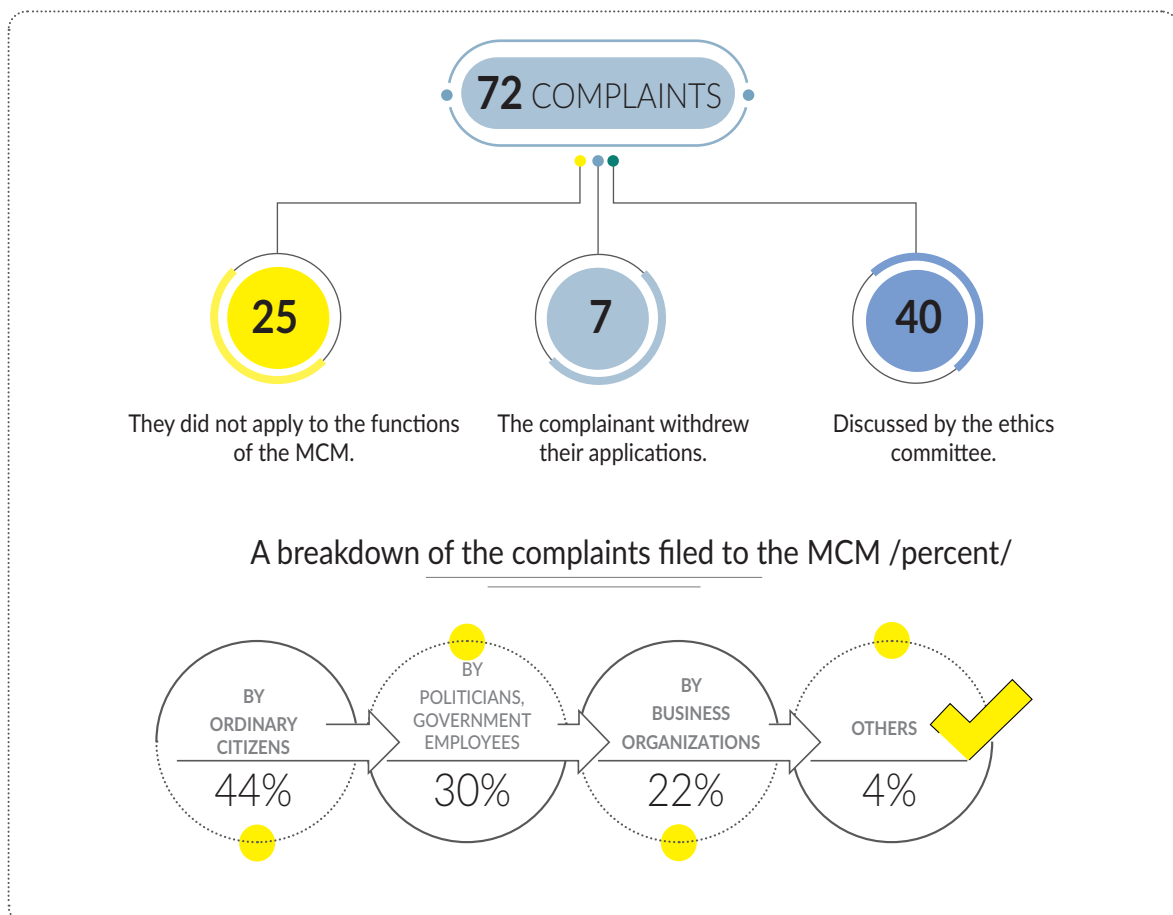 72 COMPLAINTS
25
They did not apply to the functions
of the MCM.
7
The complainant withdrew
their applications.
40
Discussed by the ethics
committee.
A breakdown of the complaints filed to the MCM /percent/
BY
ORDINARY
CITIZENS
44%
BY
POLITICIANS,
GOVERNMENT
EMPLOYEES
30%
BY
BUSINESS
ORGANIZATIONS
22%
OTHERS
4%